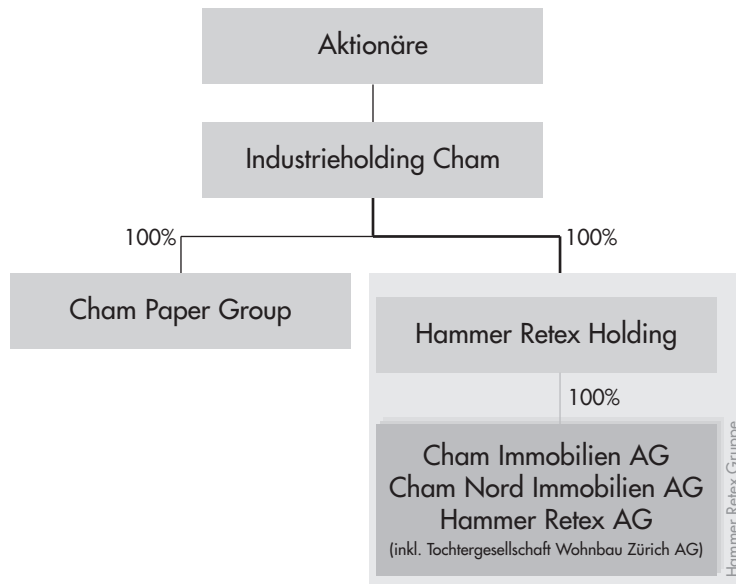 Aktionäre
Industrieholding Cham
100%
100%
Cham Paper Group
Hammer Retex Holding
100%
Cham Immobilien AG
Cham Nord Immobilien AG
Hammer Retex AG
(inkl. Tochtergesellschaft Wohnbau Zürich AG)
Hammer Retex Gruppe